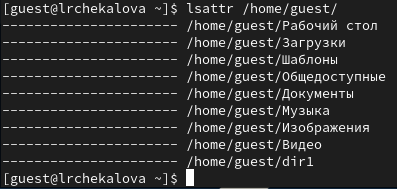 [guest@lrchekalova ~]$ lsattr /home/guest/
---------------------- /home/guest/Рабочий стол
---------------------- /home/guest/Загрузки
---------------------- /home/guest/Шаблоны
---------------------- /home/guest/Общедоступные
---------------------- /home/guest/Документы
---------------------- /home/guest/Музыка
---------------------- /home/guest/Изображения
---------------------- /home/guest/Видео
---------------------- /home/guest/dir1
[guest@lrchekalova ~]$